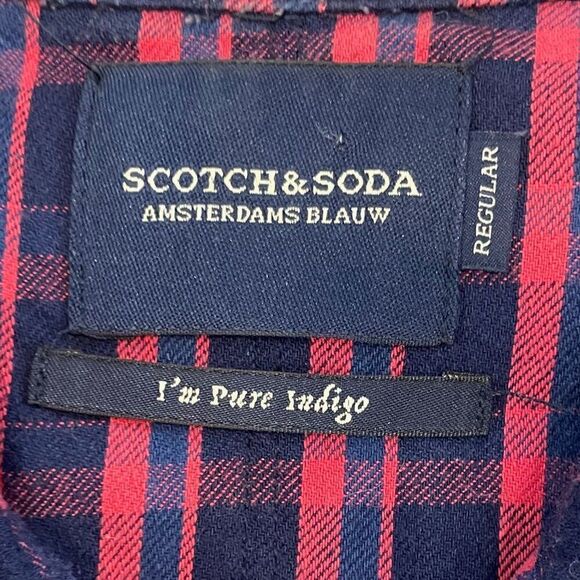 SCOTCH&SODA
AMSTERDAMS BLAUW
REGULAR
I'm Pure Indigo